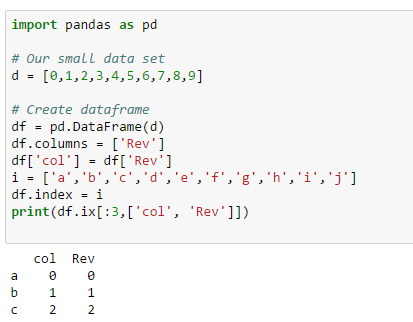 import pandas as pd
# Our small data set
d = [0,1,2,3,4,5,6,7,8,9]
# Create dataframe
df = pd.DataFrame(d)
df.columns = ['Rev']
df['col'] = df['Rev']
i = ['a','b','c','d','e','f','g','h','i','j']
df.index = i
print(df.ix[:3,['col', 'Rev']])
col Rev
a 0 0
b 1 1
c 2 2